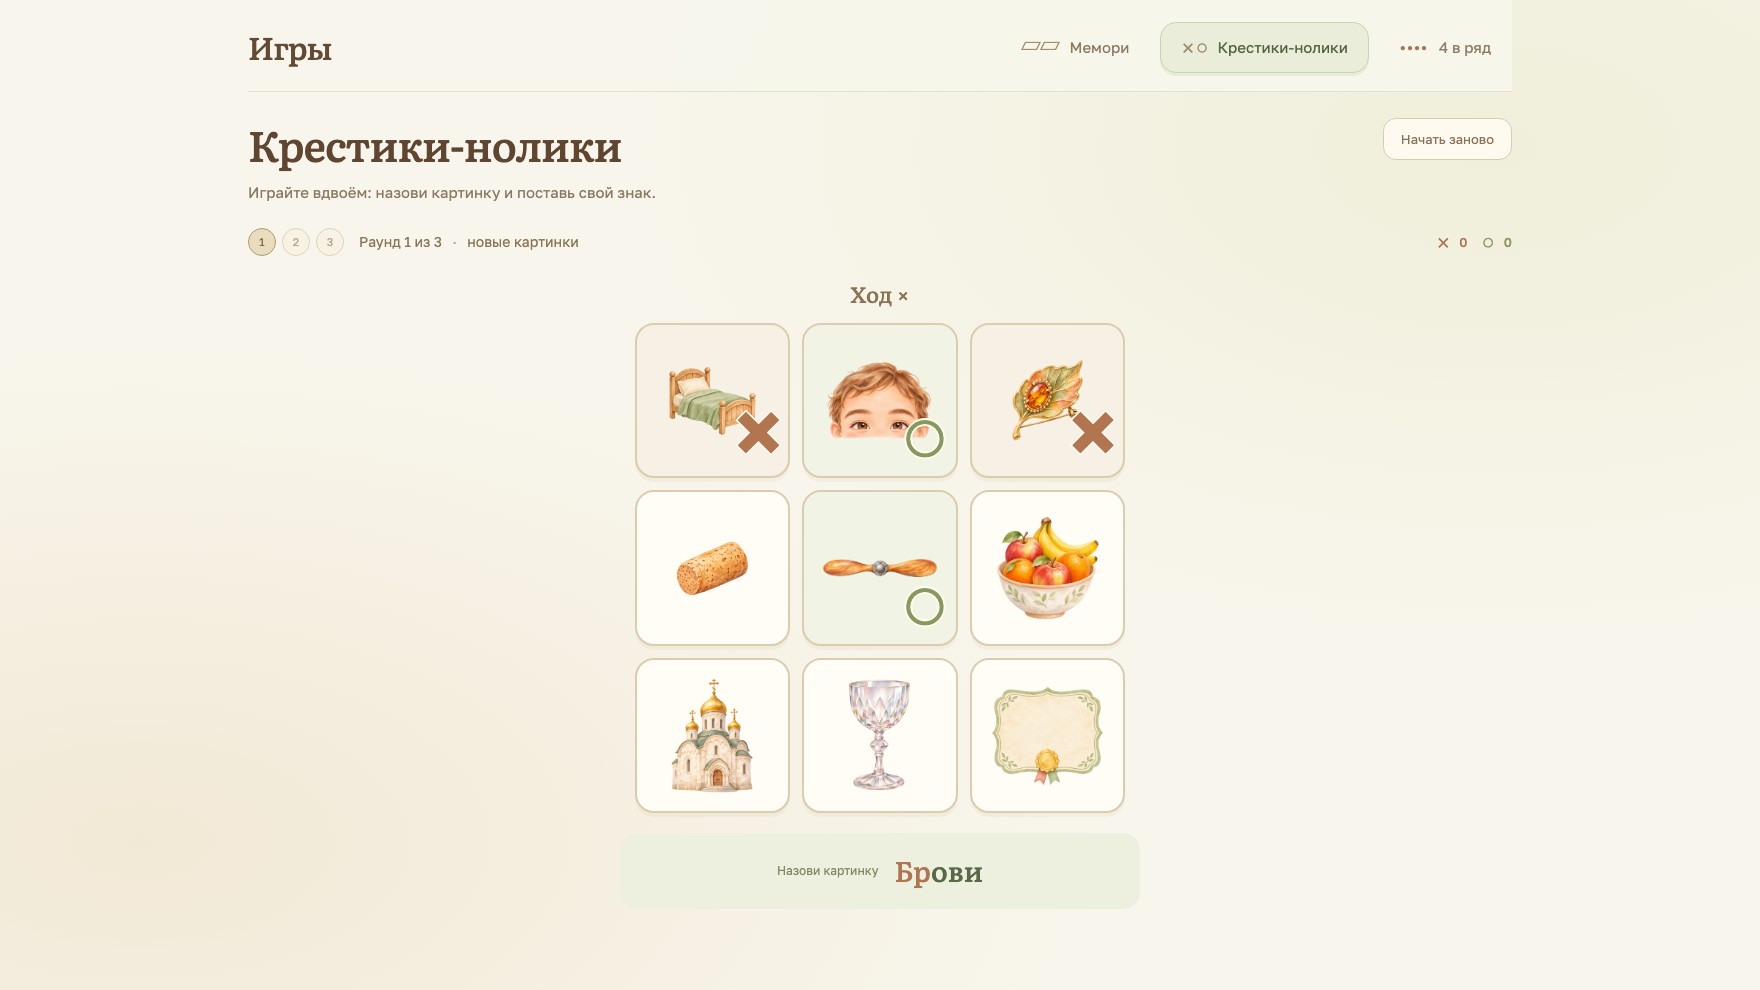 Игры
Мемори
×○ Крестики-нолики
•••• 4 в ряд
Крестики-нолики
Начать заново
Играйте вдвоём: назови картинку и поставь свой знак.
1 2 3 Раунд 1 из 3 · новые картинки
× 0 ○ 0
Ход ×
Назови картинку Брови